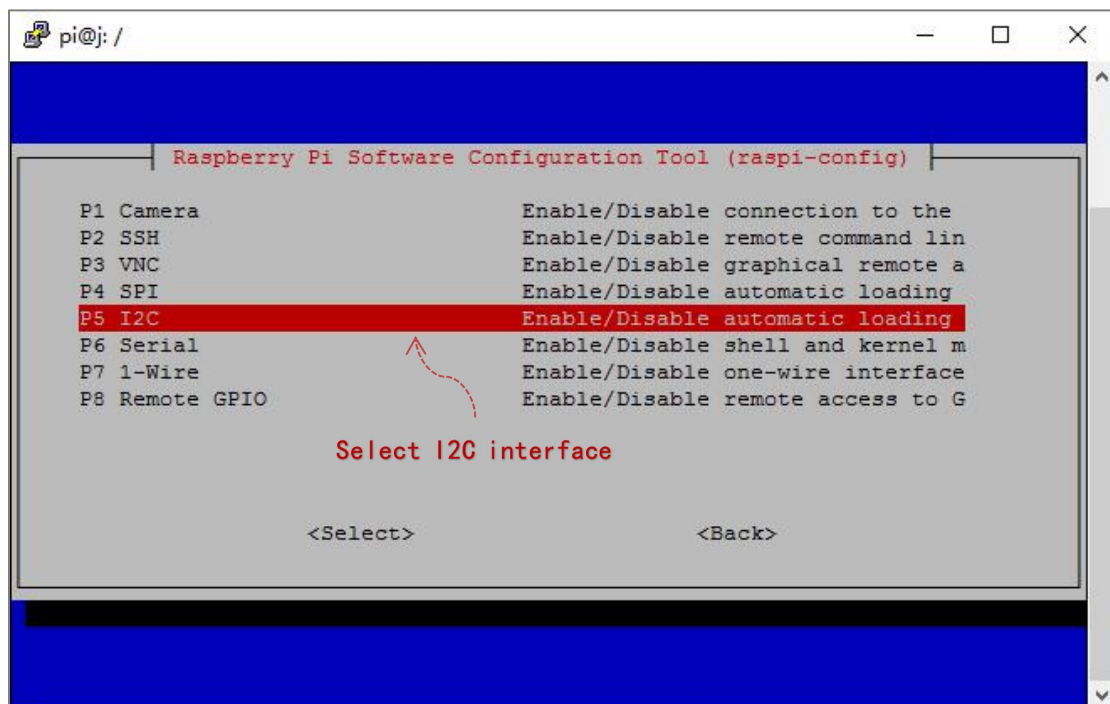 pi@j: /
Raspberry Pi Software Configuration Tool (raspi-config)
P1 Camera Enable/Disable connection to the
P2 SSH Enable/Disable remote command lin
P3 VNC Enable/Disable graphical remote a
P4 SPI Enable/Disable automatic loading
P5 I2C Enable/Disable automatic loading
P6 Serial Enable/Disable shell and kernel m
P7 1-Wire Enable/Disable one-wire interface
P8 Remote GPIO Enable/Disable remote access to G
Select I2C interface
<Select> <Back>